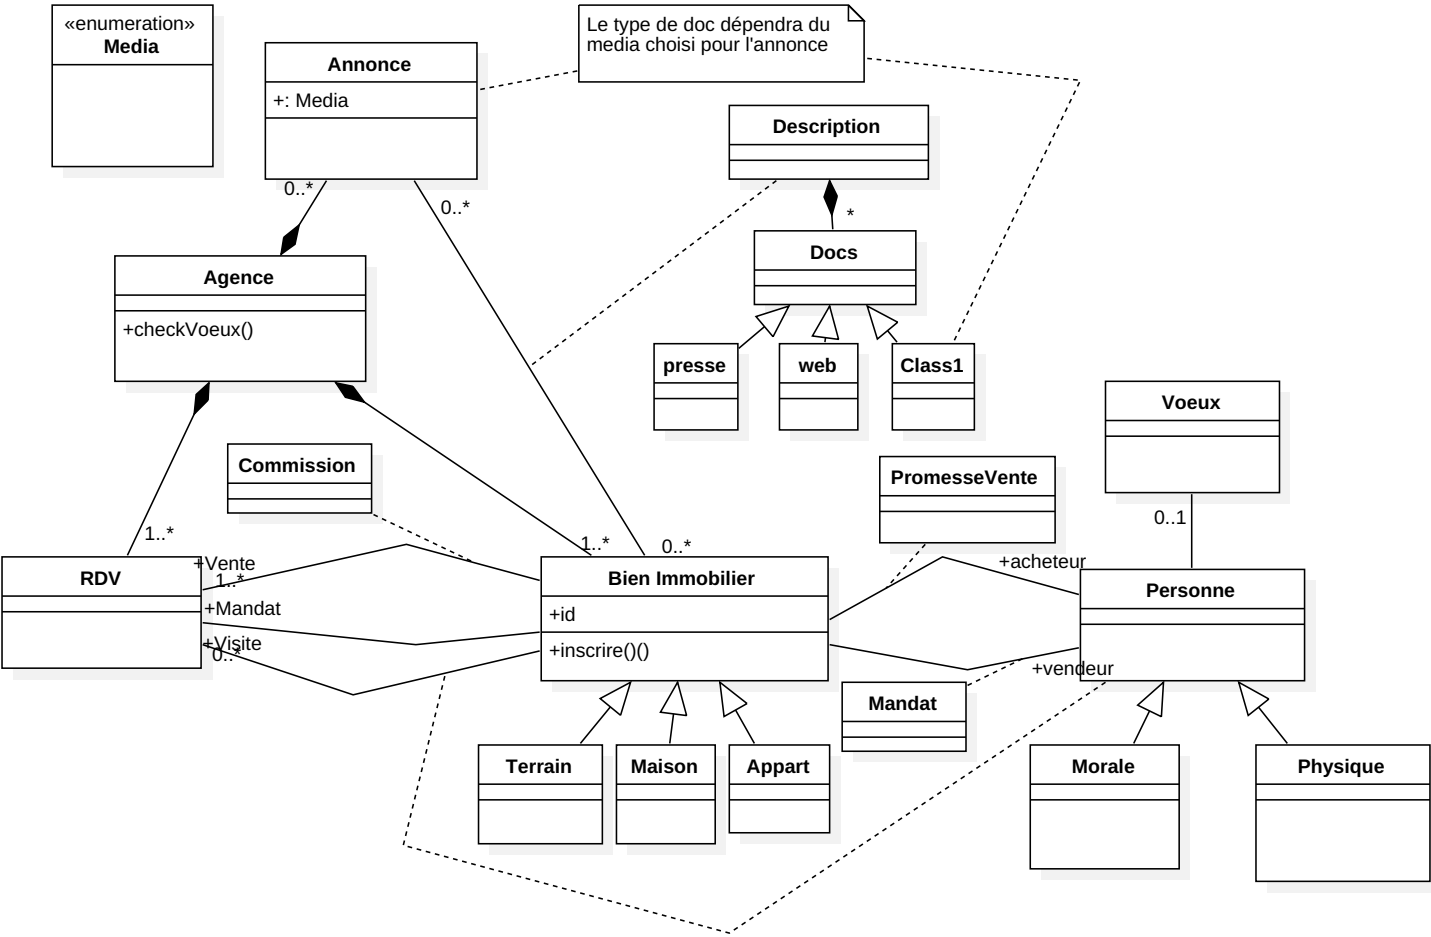 «enumeration»
Media
Annonce
+: Media
Le type de doc dépendra du
media choisi pour l'annonce
Description
0..*
0..*
*
Docs
Agence
+checkVoeux()
presse
web
Class1
Voeux
Commission
PromesseVente
0..1
1..*
1..*
0..*
+Vente
1..*
+acheteur
RDV
Bien Immobilier
Personne
+Mandat
+id
+Visite
0..*
+inscrire()()
+vendeur
Mandat
Terrain
Maison
Appart
Morale
Physique